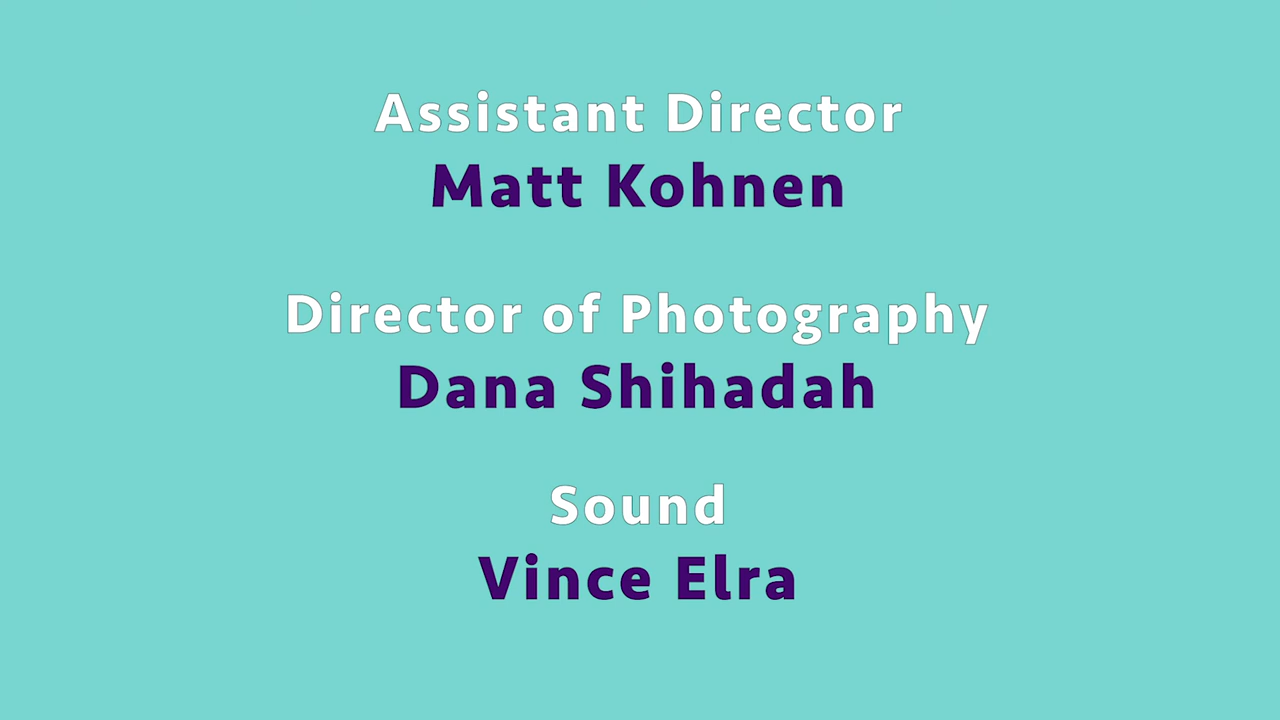 Assistant Director
Matt Kohnen
Director of Photography
Dana Shihadah
Sound
Vince Elra